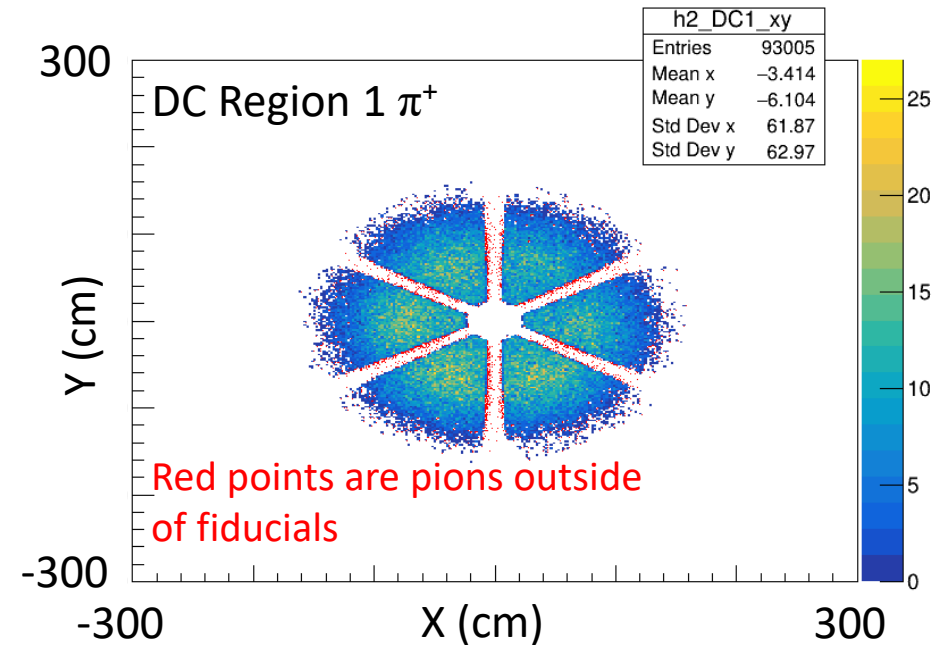 h2_DC1_xy
Entries 93005
Mean x −3.414
Mean y −6.104
Std Dev x 61.87
Std Dev y 62.97
300
DC Region 1 π⁺
25
20
15
10
5
0
Y (cm)
Red points are pions outside
of fiducials
-300
-300
X (cm)
300